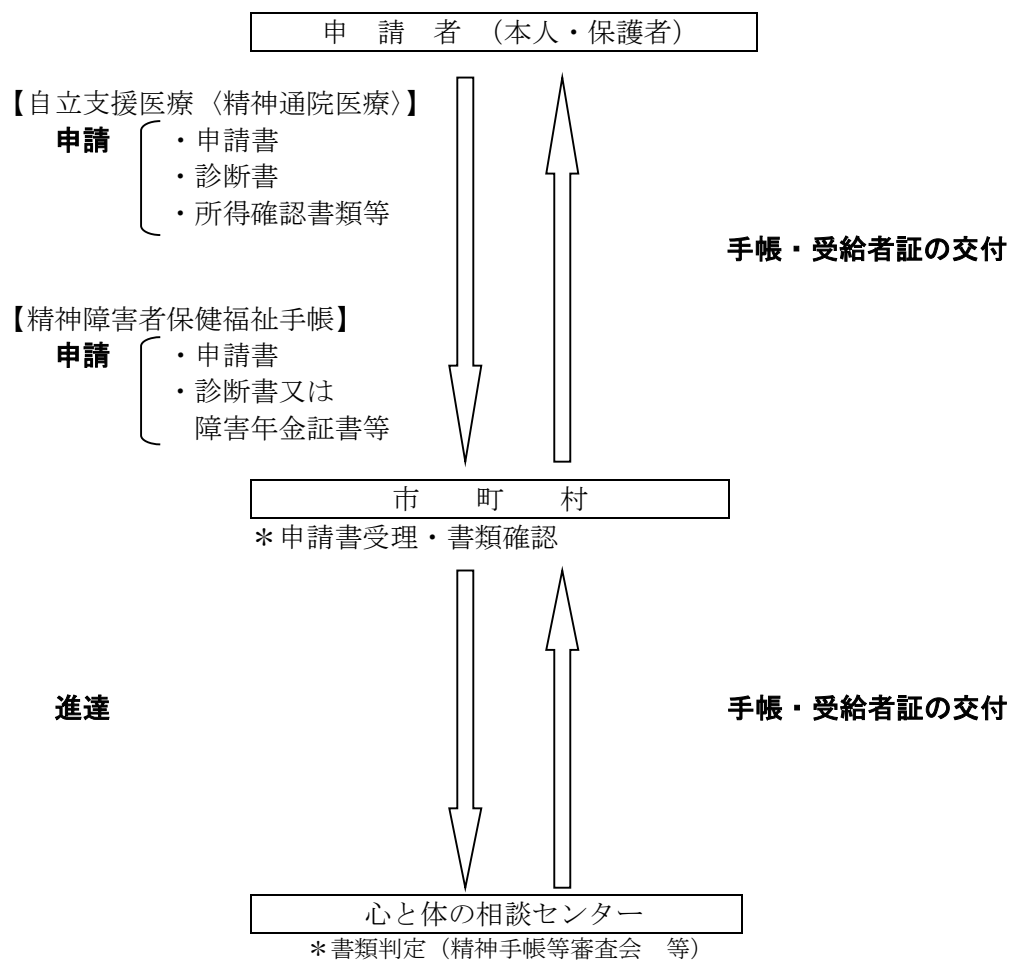 申　請　者　（本人・保護者）
【自立支援医療〈精神通院医療〉】
申請　・申請書
・診断書
・所得確認書類等
手帳・受給者証の交付
【精神障害者保健福祉手帳】
申請　・申請書
・診断書又は
障害年金証書等
市　　町　　村
＊申請書受理・書類確認
進達
手帳・受給者証の交付
心と体の相談センター
＊書類判定（精神手帳等審査会　等）